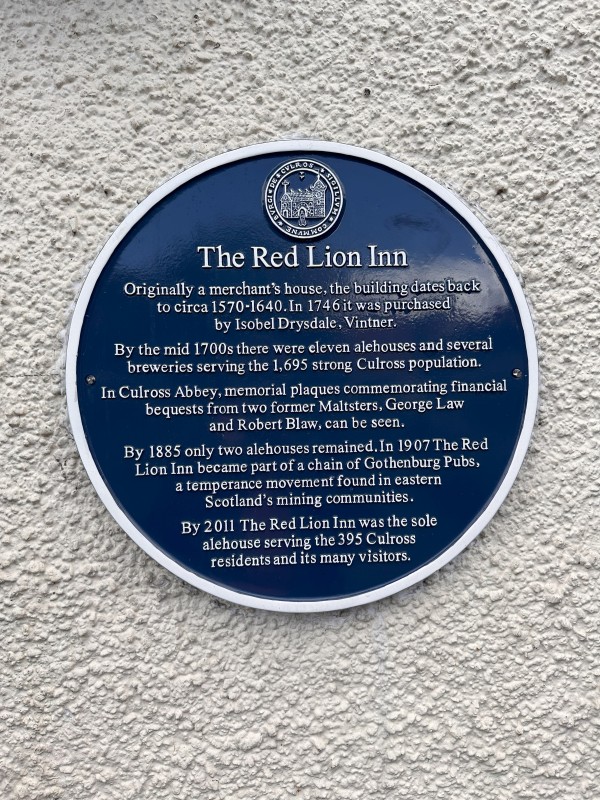 BURGI DE CULROS SIGILLUM COMMUNE
The Red Lion Inn
Originally a merchant's house, the building dates back
to circa 1570-1640. In 1746 it was purchased
by Isobel Drysdale, Vintner.
By the mid 1700s there were eleven alehouses and several
breweries serving the 1,695 strong Culross population.
In Culross Abbey, memorial plaques commemorating financial
bequests from two former Maltsters, George Law
and Robert Blaw, can be seen.
By 1885 only two alehouses remained. In 1907 The Red
Lion Inn became part of a chain of Gothenburg Pubs,
a temperance movement found in eastern
Scotland's mining communities.
By 2011 The Red Lion Inn was the sole
alehouse serving the 395 Culross
residents and its many visitors.